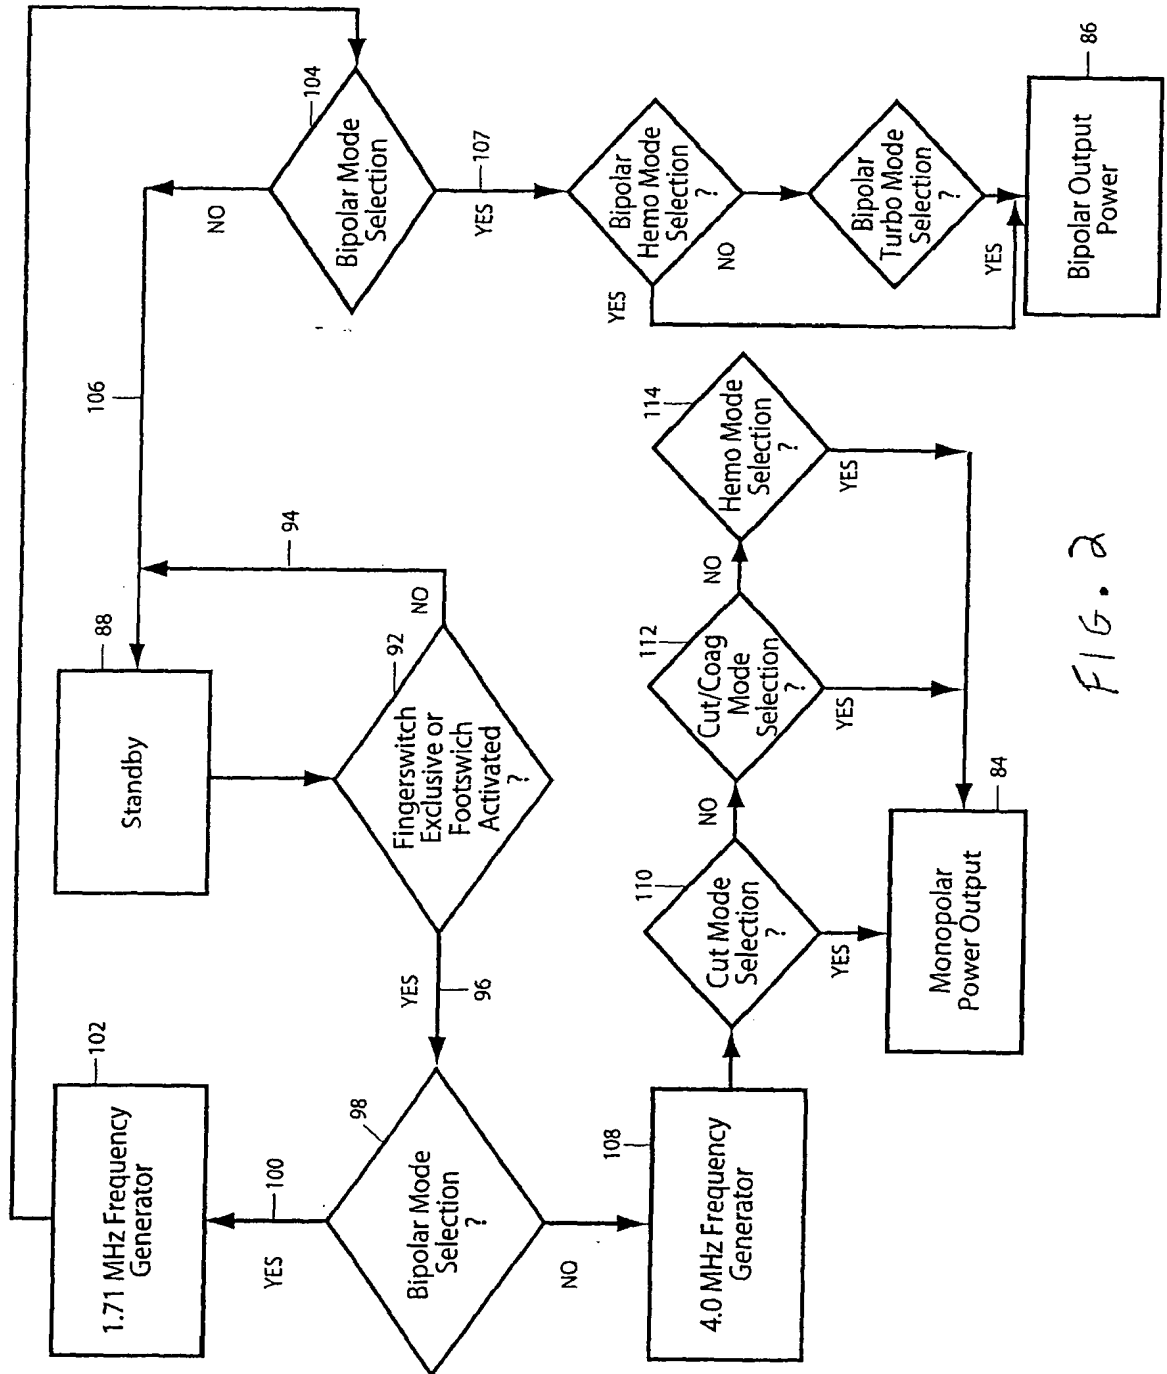 102
1.71 MHz Frequency
Generator
YES
100
98
Bipolar Mode
Selection
?
NO
108
4.0 MHz Frequency
Generator
88
Standby
92
Fingerswitch
Exclusive or
Footswich
Activated
?
YES
96
NO
94
106
NO
104
Bipolar Mode
Selection
YES
107
Bipolar
Hemo Mode
Selection
?
YES
NO
Bipolar
Turbo Mode
Selection
?
YES
86
Bipolar Output
Power
110
Cut Mode
Selection
?
YES
NO
112
Cut/Coag
Mode
Selection
?
YES
NO
114
Hemo Mode
Selection
?
YES
84
Monopolar
Power Output
FIG. 2